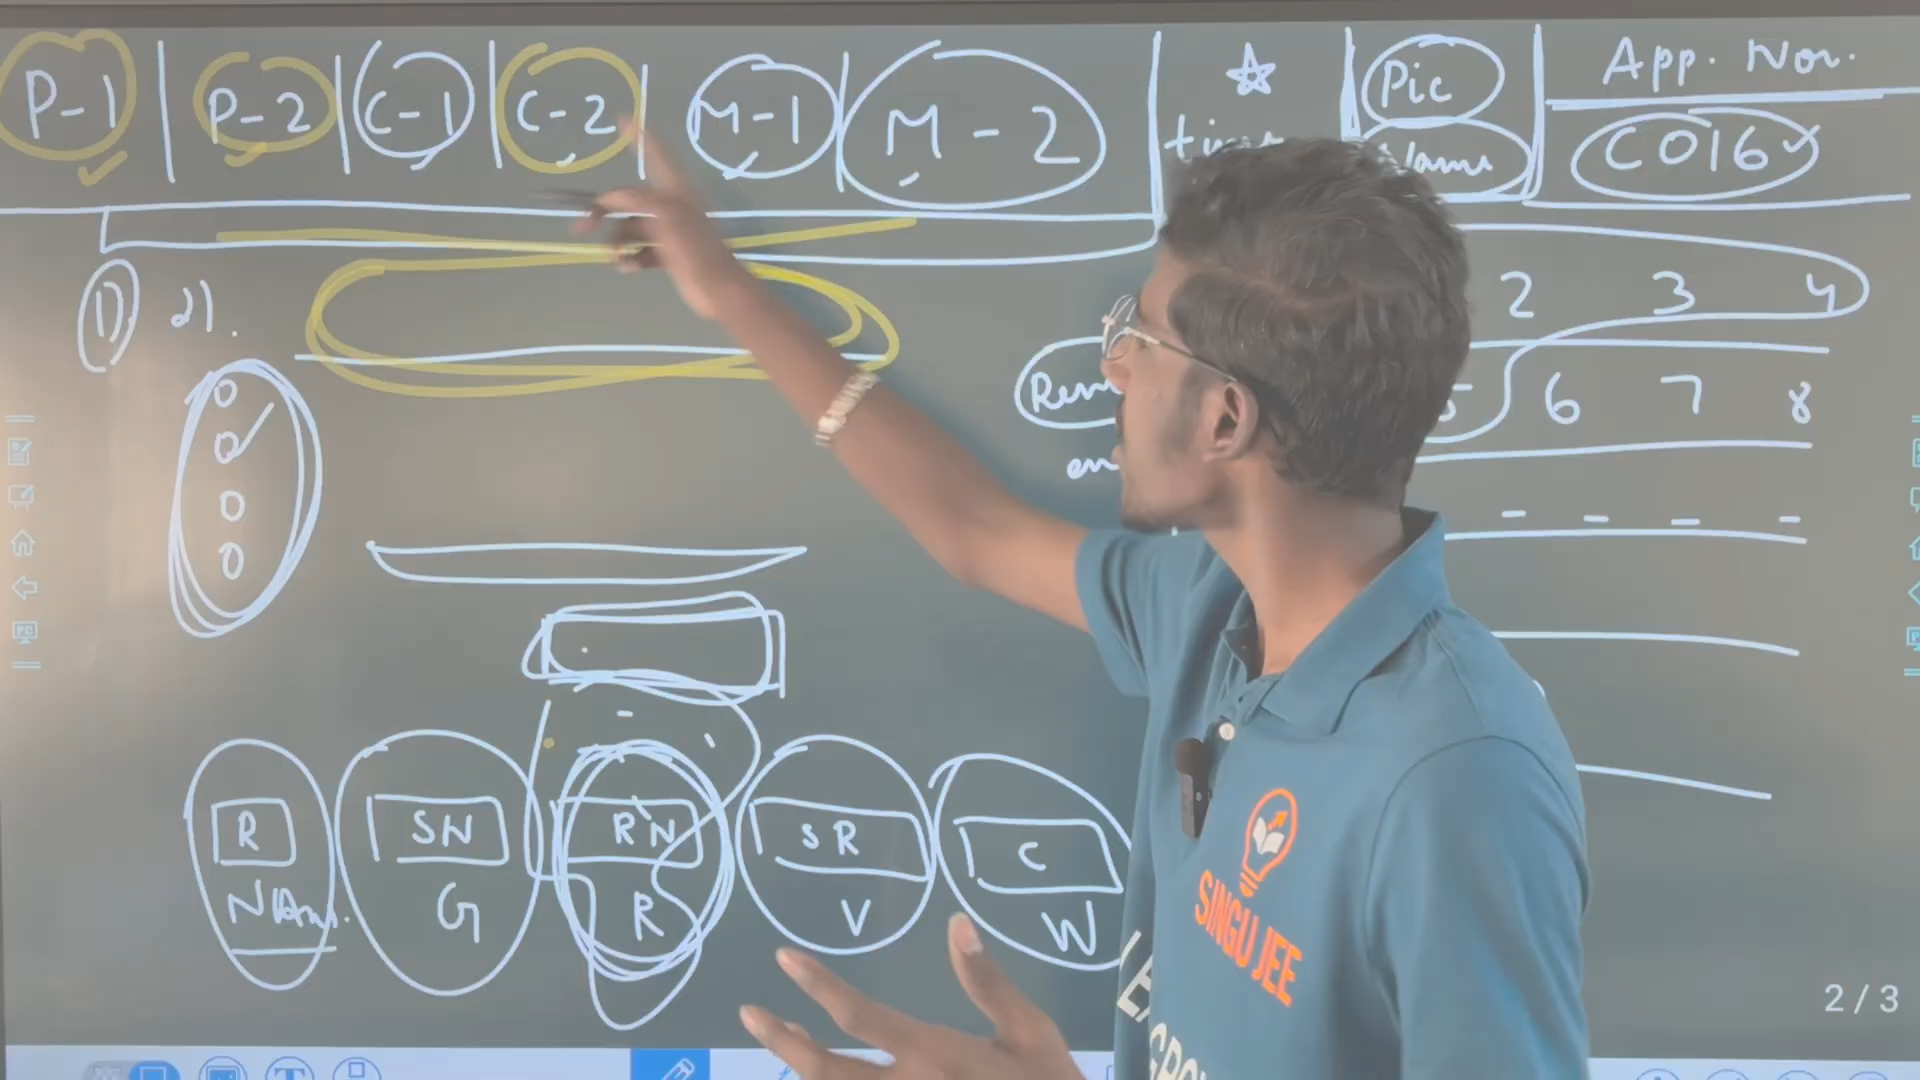 P-1 P-2 C-1 C-2 M-1 M-2
Pic App. Nov.
C016
1) 2 3 4
6 7 8
R SN RN SR C
G R V W
SINGU JEE
2 / 3